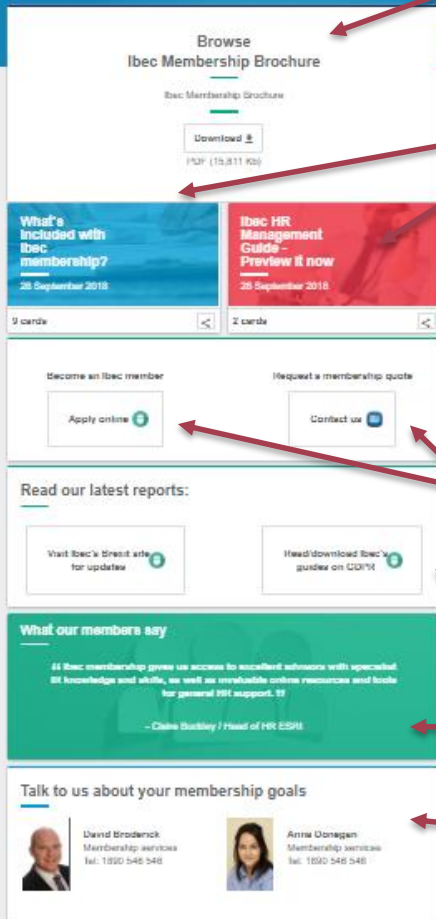 Browse
Ibec Membership Brochure
Ibec Membership Brochure
Download
PDF (15,811 Kb)
What's
included with
Ibec
membership?
28 September 2018
9 cards
Ibec HR
Management
Guide -
Preview it now
28 September 2018
2 cards
Become an Ibec member
Apply online
Request a membership quote
Contact us
Read our latest reports:
Visit Ibec's Brexit site
for updates
Read/download Ibec's
guides on GDPR
What our members say
“ Ibec membership gives us access to excellent advisors with specialist
knowledge and skills, as well as invaluable online resources and tools
for general HR support. ”
– Claire Buckley / Head of HR ESRI
Talk to us about your membership goals
David Broderick
Membership services
Tel: 1890 546 546
Anna Donegan
Membership services
Tel: 1890 546 546